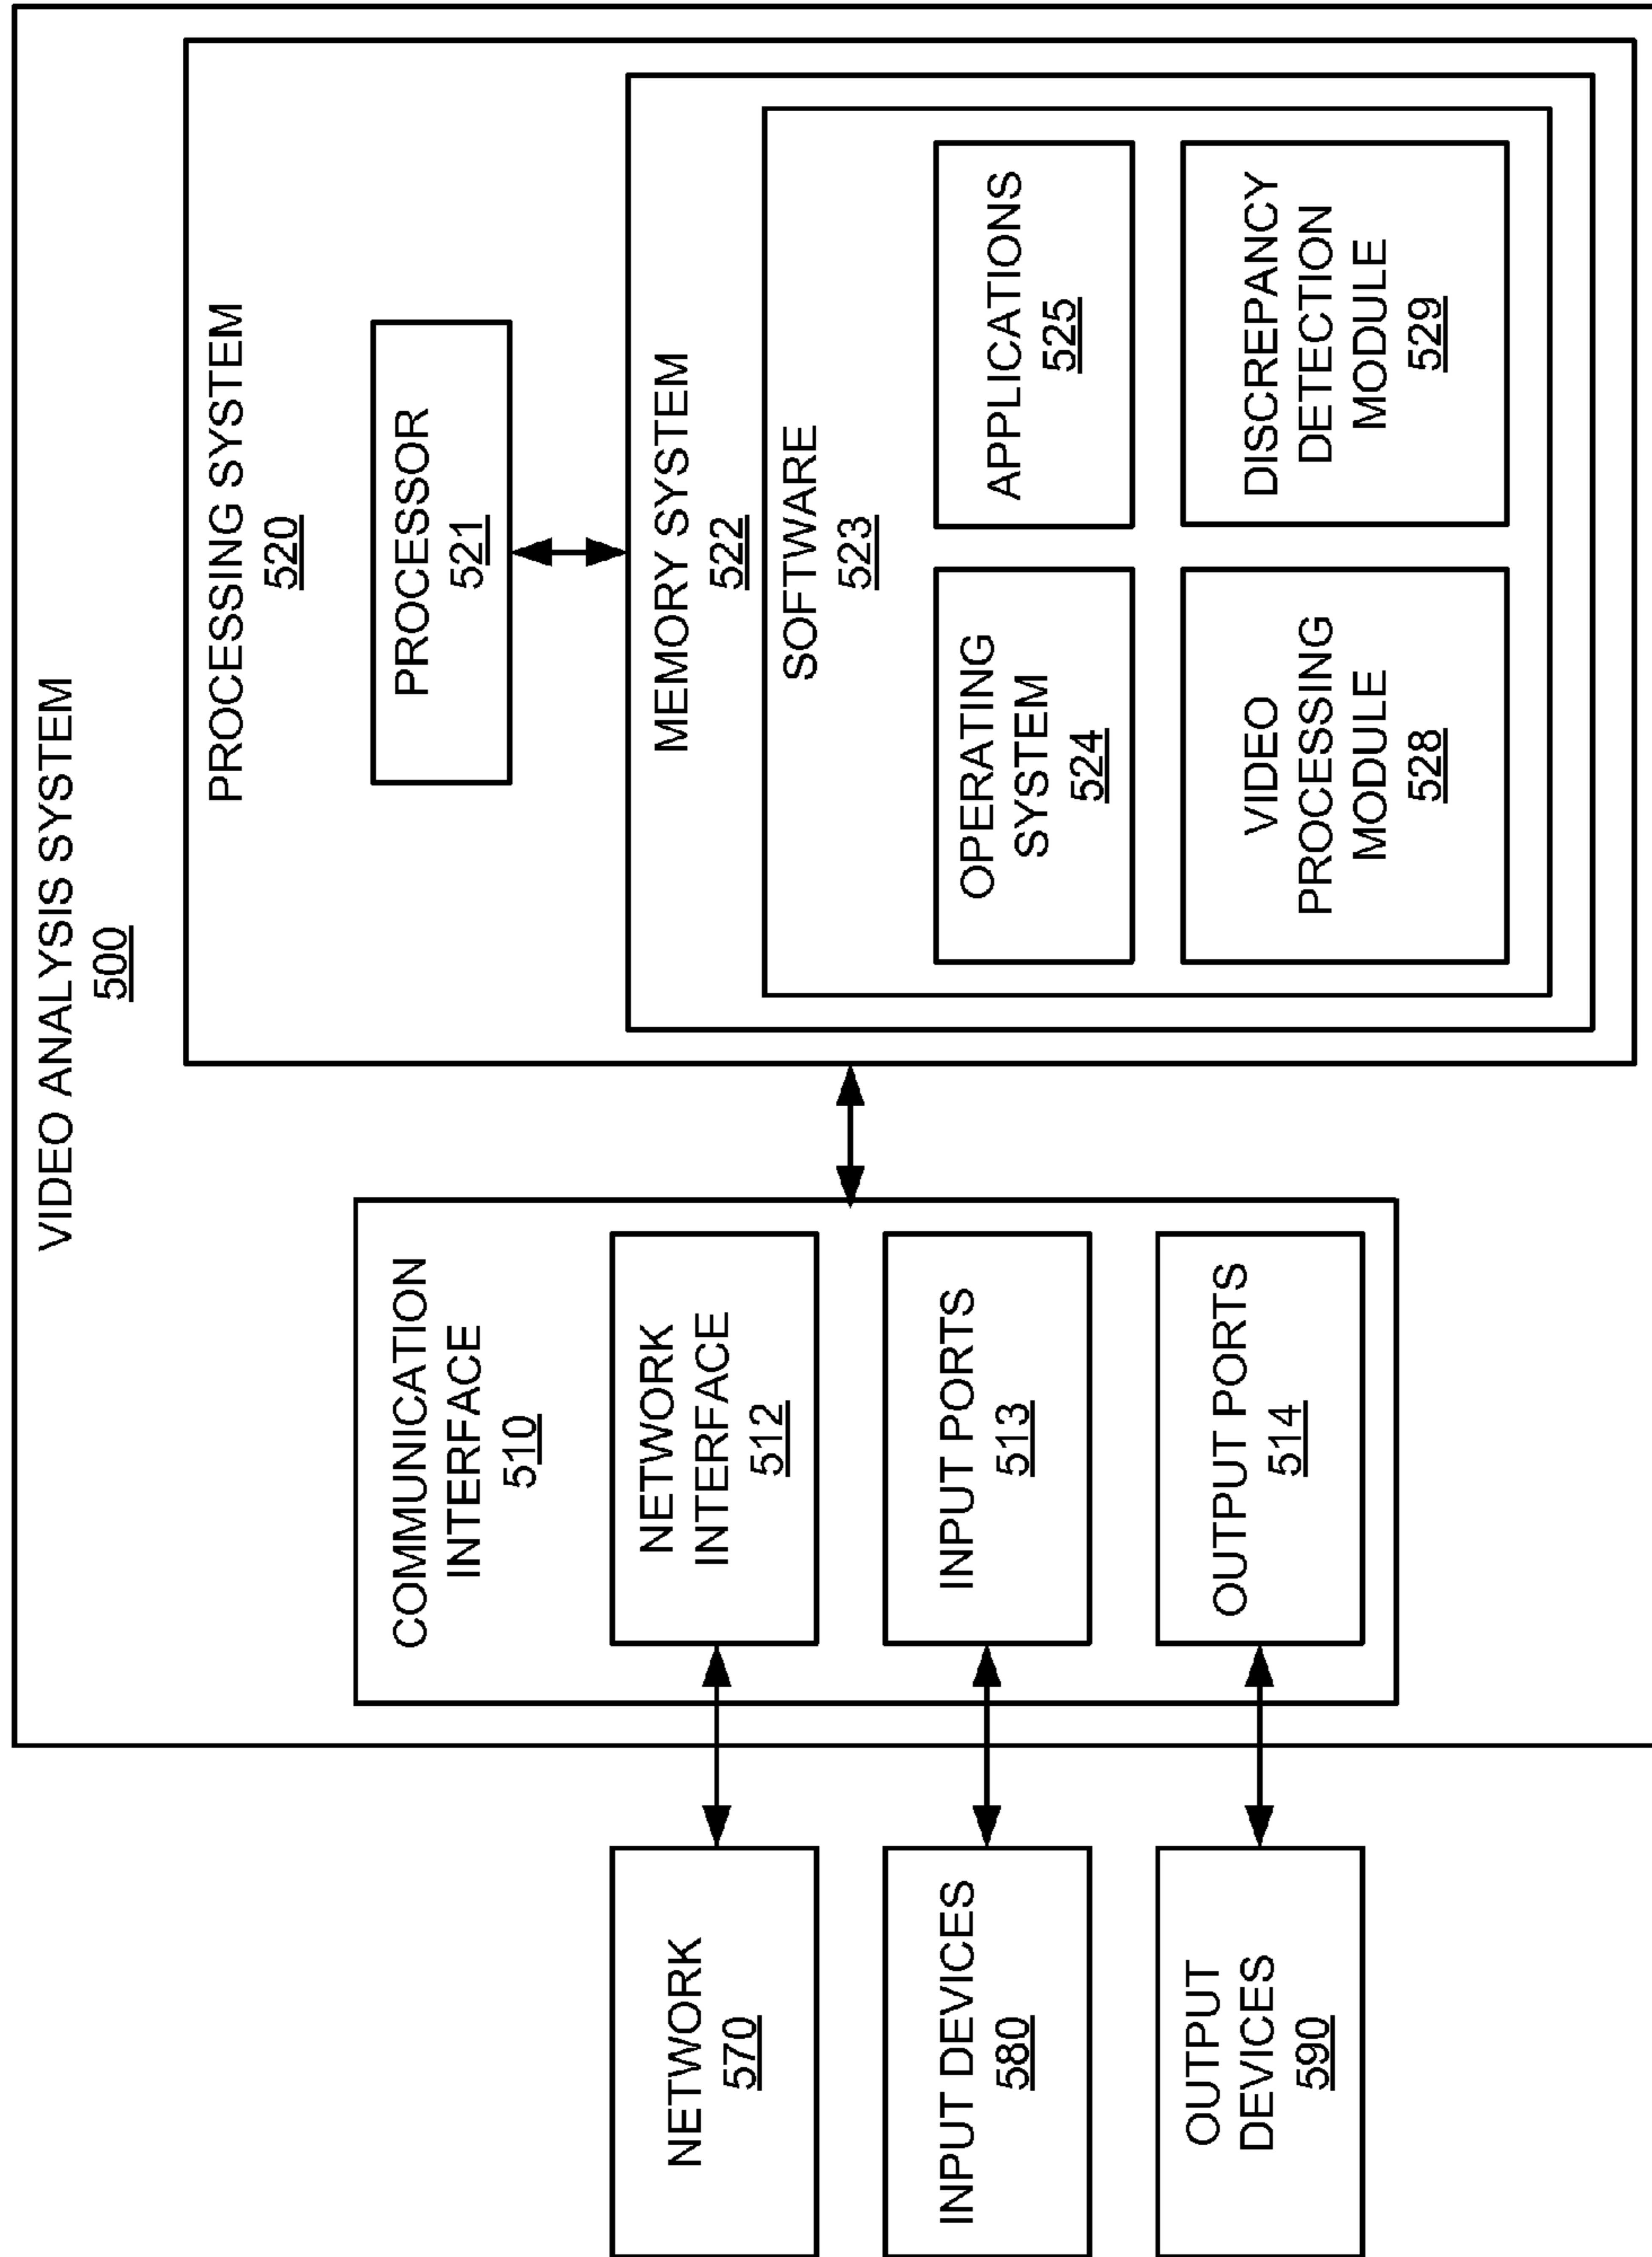 VIDEO ANALYSIS SYSTEM
500
NETWORK
570
INPUT DEVICES
580
OUTPUT
DEVICES
590
COMMUNICATION
INTERFACE
510
NETWORK
INTERFACE
512
INPUT PORTS
513
OUTPUT PORTS
514
PROCESSING SYSTEM
520
PROCESSOR
521
MEMORY SYSTEM
522
SOFTWARE
523
OPERATING
SYSTEM
524
APPLICATIONS
525
VIDEO
PROCESSING
MODULE
528
DISCREPANCY
DETECTION
MODULE
529